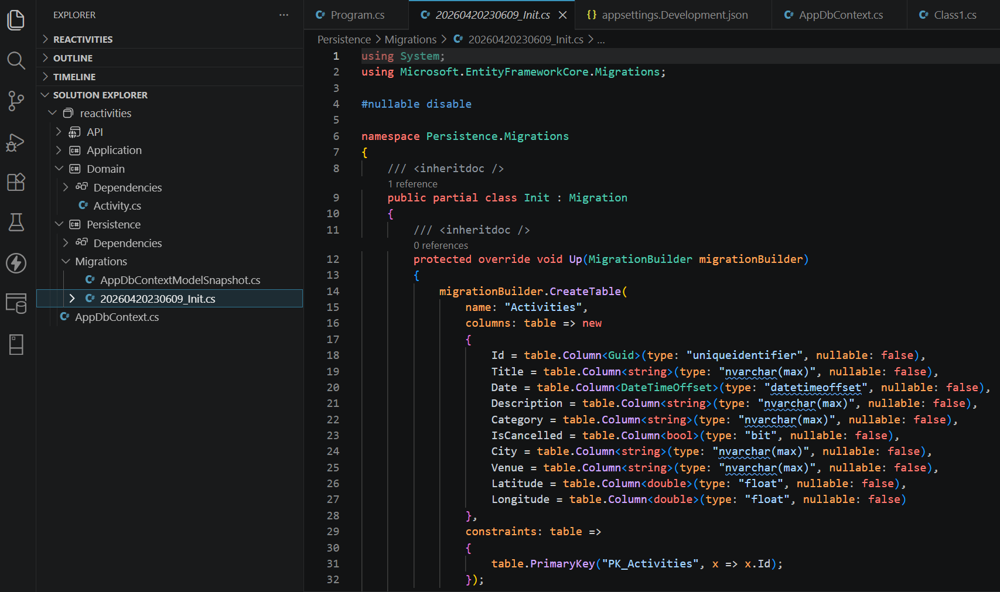 EXPLORER
REACTIVITIES
OUTLINE
TIMELINE
SOLUTION EXPLORER
reactivities
API
Application
Domain
Dependencies
Activity.cs
Persistence
Dependencies
Migrations
AppDbContextModelSnapshot.cs
20260420230609_Init.cs
AppDbContext.cs
Program.cs
20260420230609_Init.cs
appsettings.Development.json
AppDbContext.cs
Class1.cs
Persistence > Migrations > 20260420230609_Init.cs > ...
1 using System;
2 using Microsoft.EntityFrameworkCore.Migrations;
3
4 #nullable disable
5
6 namespace Persistence.Migrations
7 {
8 /// <inheritdoc />
1 reference
9 public partial class Init : Migration
10 {
11 /// <inheritdoc />
0 references
12 protected override void Up(MigrationBuilder migrationBuilder)
13 {
14 migrationBuilder.CreateTable(
15 name: "Activities",
16 columns: table => new
17 {
18 Id = table.Column<Guid>(type: "uniqueidentifier", nullable: false),
19 Title = table.Column<string>(type: "nvarchar(max)", nullable: false),
20 Date = table.Column<DateTimeOffset>(type: "datetimeoffset", nullable: false),
21 Description = table.Column<string>(type: "nvarchar(max)", nullable: false),
22 Category = table.Column<string>(type: "nvarchar(max)", nullable: false),
23 IsCancelled = table.Column<bool>(type: "bit", nullable: false),
24 City = table.Column<string>(type: "nvarchar(max)", nullable: false),
25 Venue = table.Column<string>(type: "nvarchar(max)", nullable: false),
26 Latitude = table.Column<double>(type: "float", nullable: false),
27 Longitude = table.Column<double>(type: "float", nullable: false)
28 },
29 constraints: table =>
30 {
31 table.PrimaryKey("PK_Activities", x => x.Id);
32 });